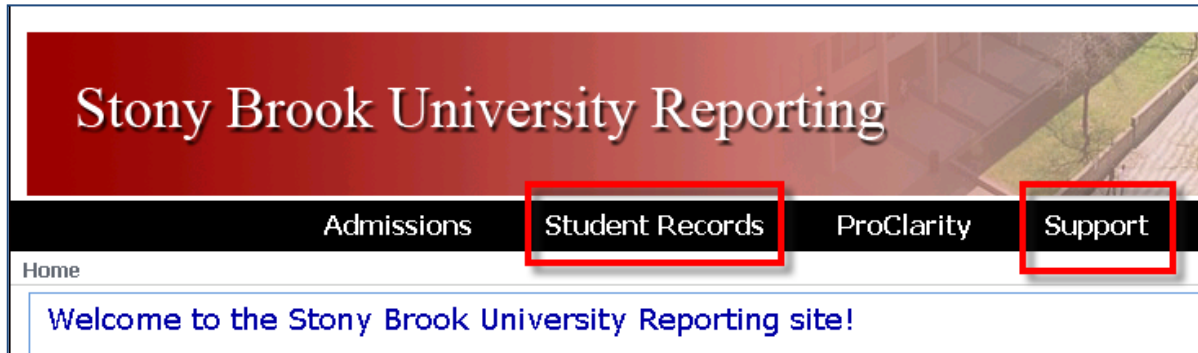 Stony Brook University Reporting
Admissions Student Records ProClarity Support
Home
Welcome to the Stony Brook University Reporting site!